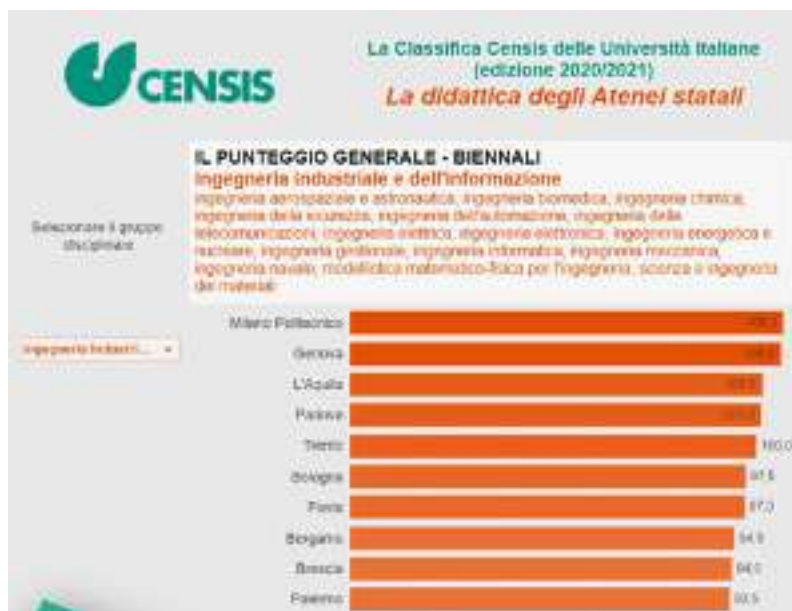 CENSIS
La Classifica Censis delle Università Italiane
(edizione 2020/2021)
La didattica degli Atenei statali
IL PUNTEGGIO GENERALE - BIENNALI
Ingegneria industriale e dell'informazione
ingegneria aerospaziale e astronautica, ingegneria biomedica, ingegneria chimica,
ingegneria della sicurezza, ingegneria dell'automazione, ingegneria delle
telecomunicazioni, ingegneria elettrica, ingegneria elettronica, ingegneria energetica e
nucleare, ingegneria gestionale, ingegneria informatica, ingegneria meccanica,
ingegneria navale, modellistica matematico-fisica per l'ingegneria, scienza e ingegneria
dei materiali
Selezionare il gruppo
disciplinare
Ingegneria Industri...
Milano Politecnico
Genova
L'Aquila
Padova
Trento 100,0
Bologna
Pavia 97,0
Bergamo
Brescia
Palermo